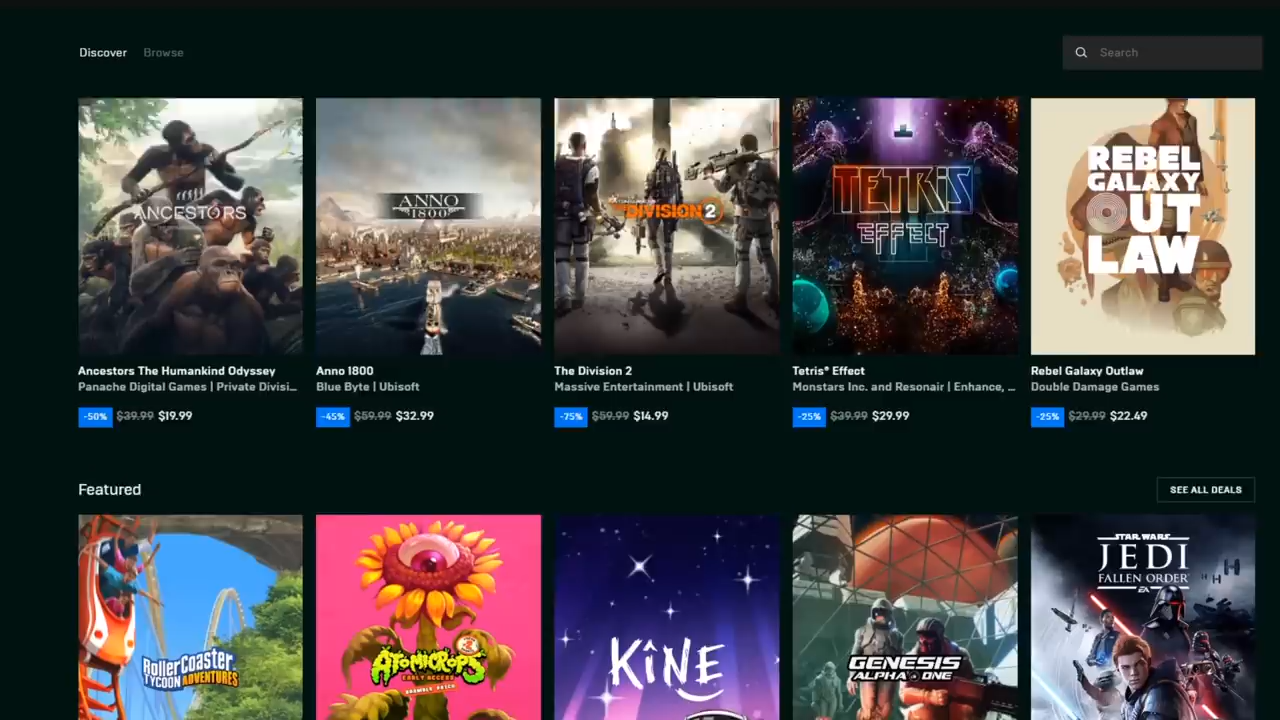 Discover Browse
Search
ANCESTORS
ANNO
1800
DIVISION 2
TETRIS
EFFECT
REBEL
GALAXY
OUT
LAW
Ancestors The Humankind Odyssey
Panache Digital Games | Private Divisi...
-50% $39.99 $19.99
Anno 1800
Blue Byte | Ubisoft
-45% $59.99 $32.99
The Division 2
Massive Entertainment | Ubisoft
-75% $59.99 $14.99
Tetris® Effect
Monstars Inc. and Resonair | Enhance, ...
-25% $39.99 $29.99
Rebel Galaxy Outlaw
Double Damage Games
-25% $29.99 $22.49
Featured
SEE ALL DEALS
RollerCoaster
TYCOON ADVENTURES
ATOMICROPS
EARLY ACCESS
KINE
GENESIS
ALPHA ONE
STAR WARS
JEDI
FALLEN ORDER
EA